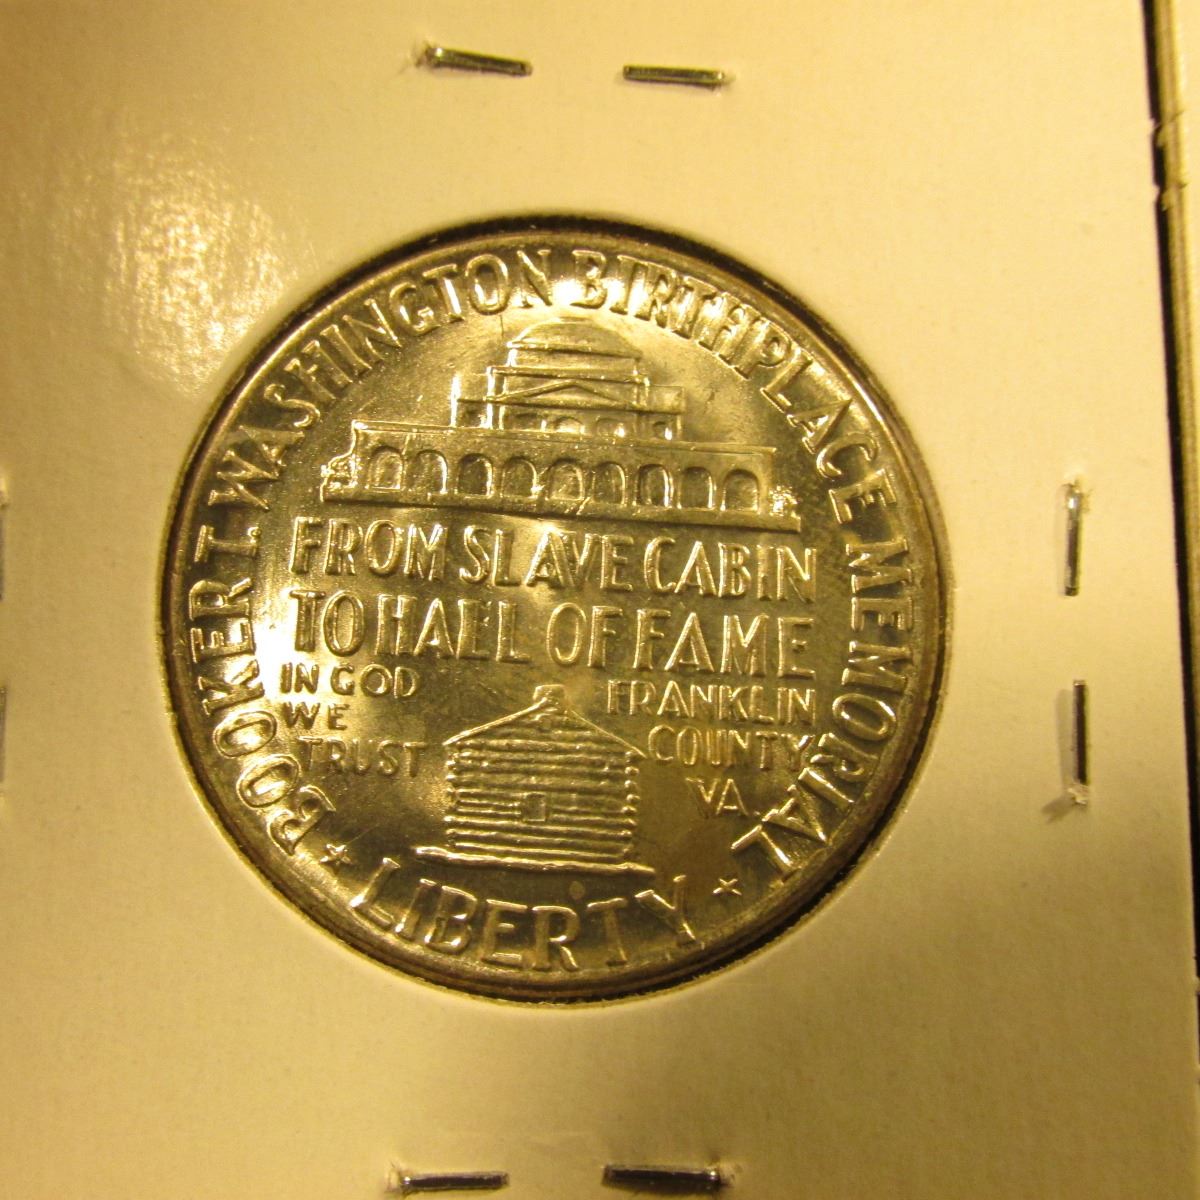 BOOKER T. WASHINGTON BIRTHPLACE MEMORIAL
FROM SLAVE CABIN
TO HALL OF FAME
IN GOD
WE
TRUST
FRANKLIN
COUNTY
VA.
LIBERTY